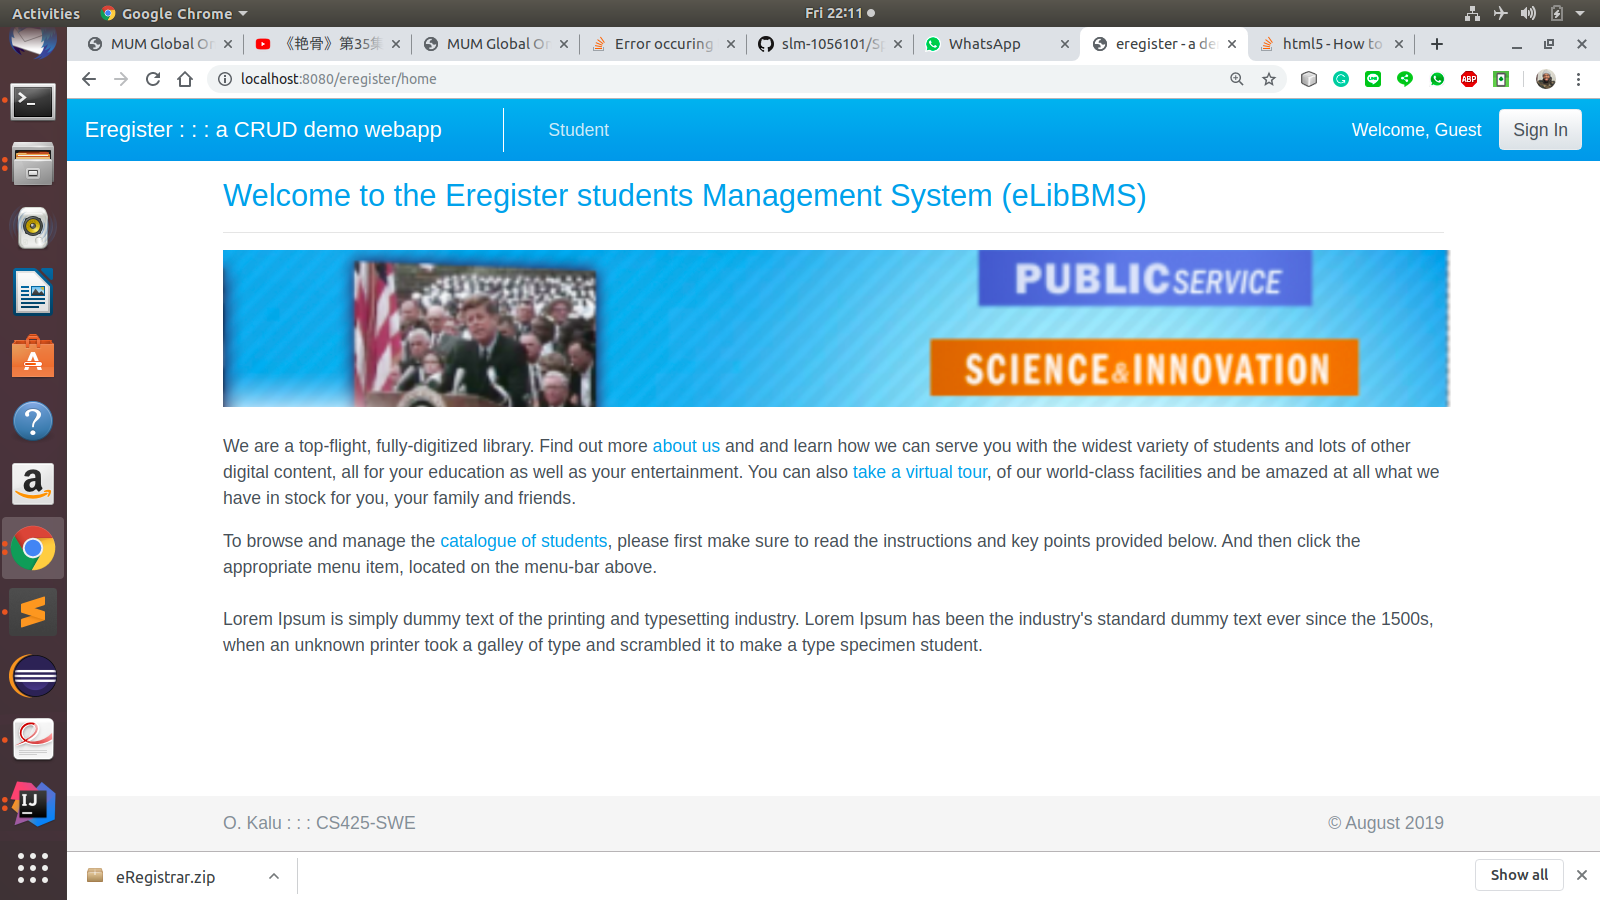 Activities Google Chrome Fri 22:11
MUM Global Or 《艳骨》第35集 MUM Global Or Error occuring slm-1056101/Sp WhatsApp eregister - a de html5 - How to
localhost:8080/eregister/home
ABP
Eregister : : : a CRUD demo webapp Student Welcome, Guest Sign In
Welcome to the Eregister students Management System (eLibBMS)
PUBLIC SERVICE
SCIENCE & INNOVATION
We are a top-flight, fully-digitized library. Find out more about us and and learn how we can serve you with the widest variety of students and lots of other
digital content, all for your education as well as your entertainment. You can also take a virtual tour, of our world-class facilities and be amazed at all what we
have in stock for you, your family and friends.
To browse and manage the catalogue of students, please first make sure to read the instructions and key points provided below. And then click the
appropriate menu item, located on the menu-bar above.
Lorem Ipsum is simply dummy text of the printing and typesetting industry. Lorem Ipsum has been the industry's standard dummy text ever since the 1500s,
when an unknown printer took a galley of type and scrambled it to make a type specimen student.
O. Kalu : : : CS425-SWE © August 2019
eRegistrar.zip Show all
IJ